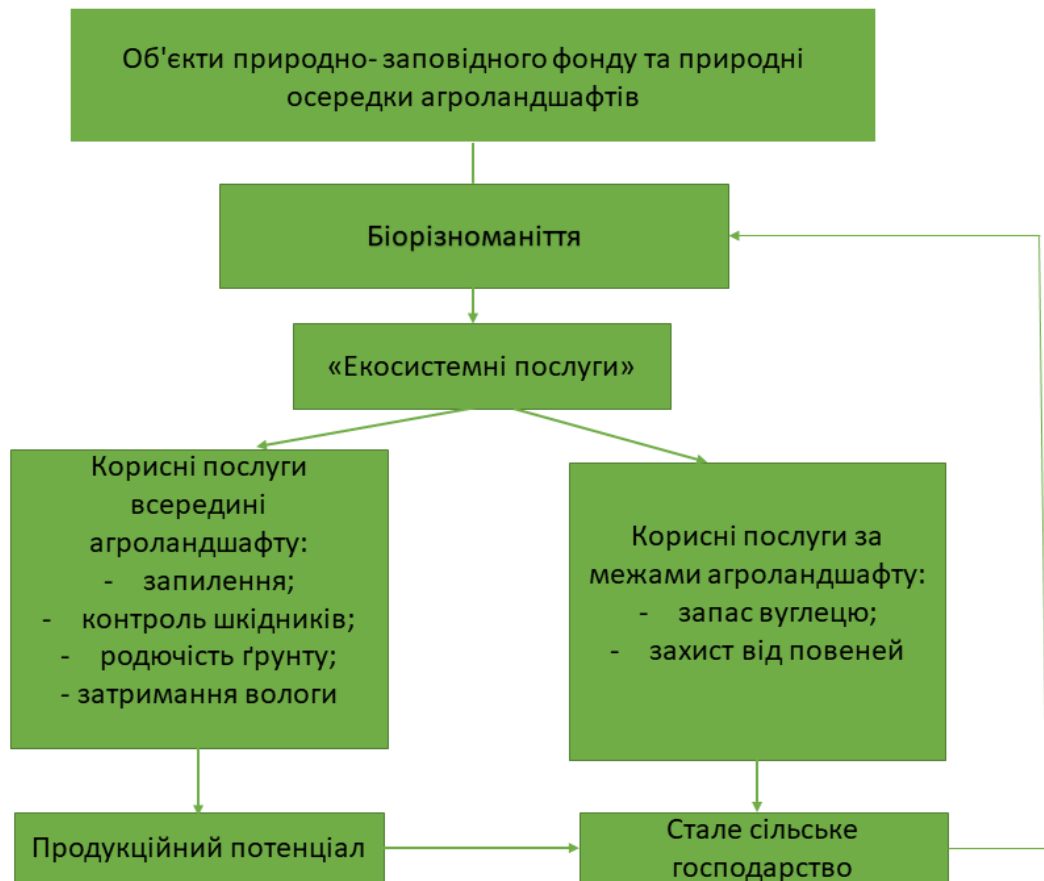 Об'єкти природно- заповідного фонду та природні
осередки агроландшафтів
Біорізноманіття
«Екосистемні послуги»
Корисні послуги
всередині
агроландшафту:
- запилення;
- контроль шкідників;
- родючість ґрунту;
- затримання вологи
Корисні послуги за
межами агроландшафту:
- запас вуглецю;
- захист від повеней
Продукційний потенціал
Стале сільське
господарство